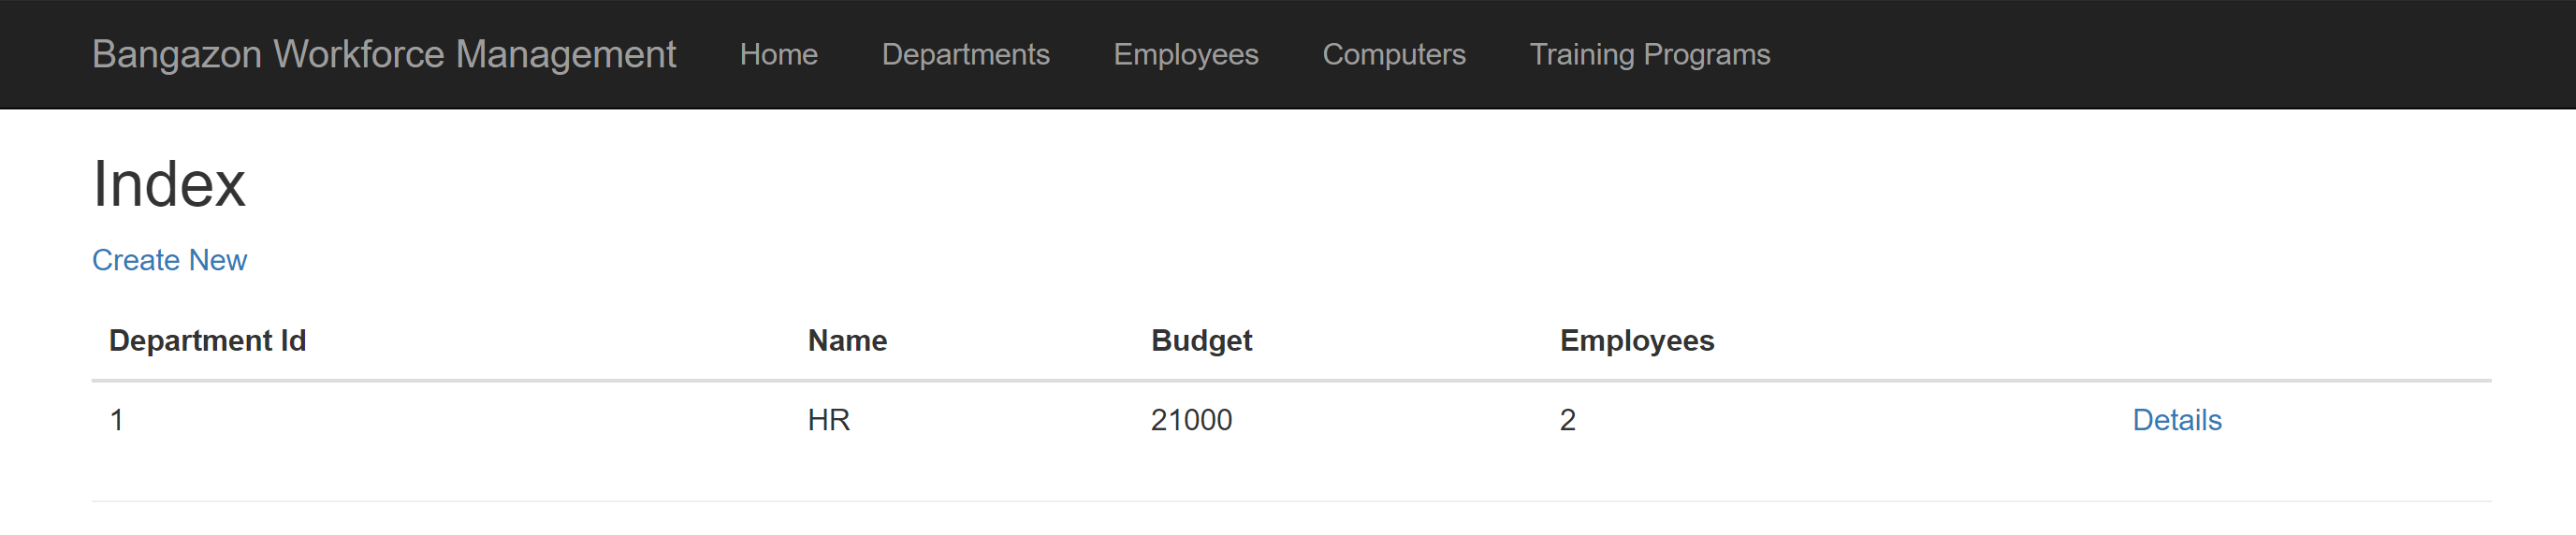 Bangazon Workforce Management Home Departments Employees Computers Training Programs
Index
Create New
Department Id Name Budget Employees
1 HR 21000 2 Details